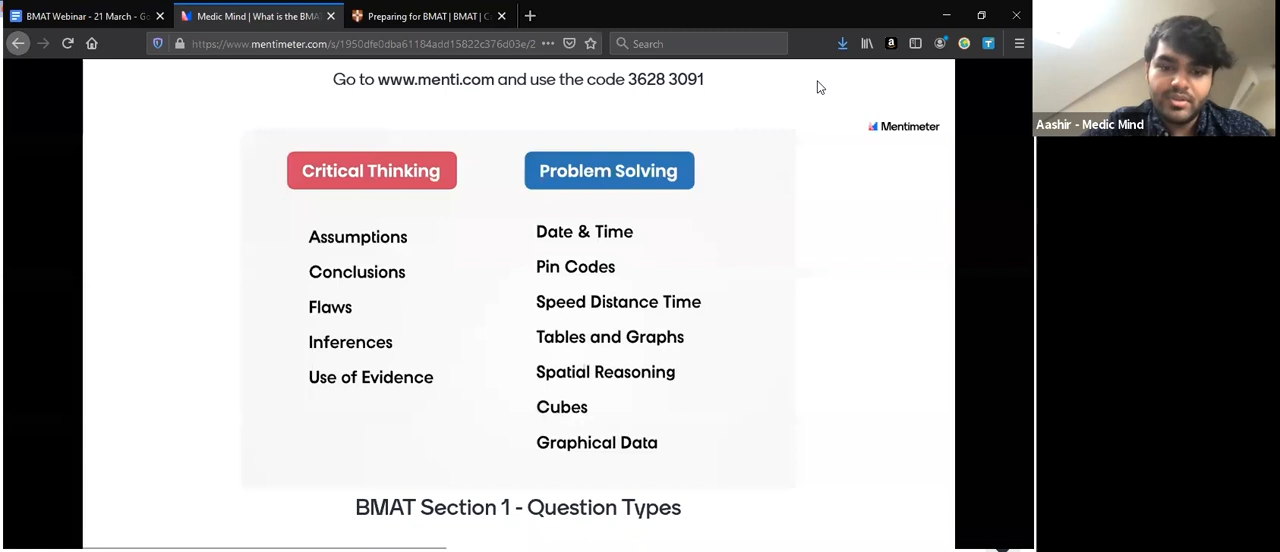 BMAT Webinar - 21 March - Go
Medic Mind | What is the BMA
Preparing for BMAT | BMAT | C
https://www.mentimeter.com/s/1950dfe0dba61184add15822c376d03e/2
Search
Go to www.menti.com and use the code 3628 3091
Mentimeter
Aashir - Medic Mind
Critical Thinking
Assumptions
Conclusions
Flaws
Inferences
Use of Evidence
Problem Solving
Date & Time
Pin Codes
Speed Distance Time
Tables and Graphs
Spatial Reasoning
Cubes
Graphical Data
BMAT Section 1 - Question Types